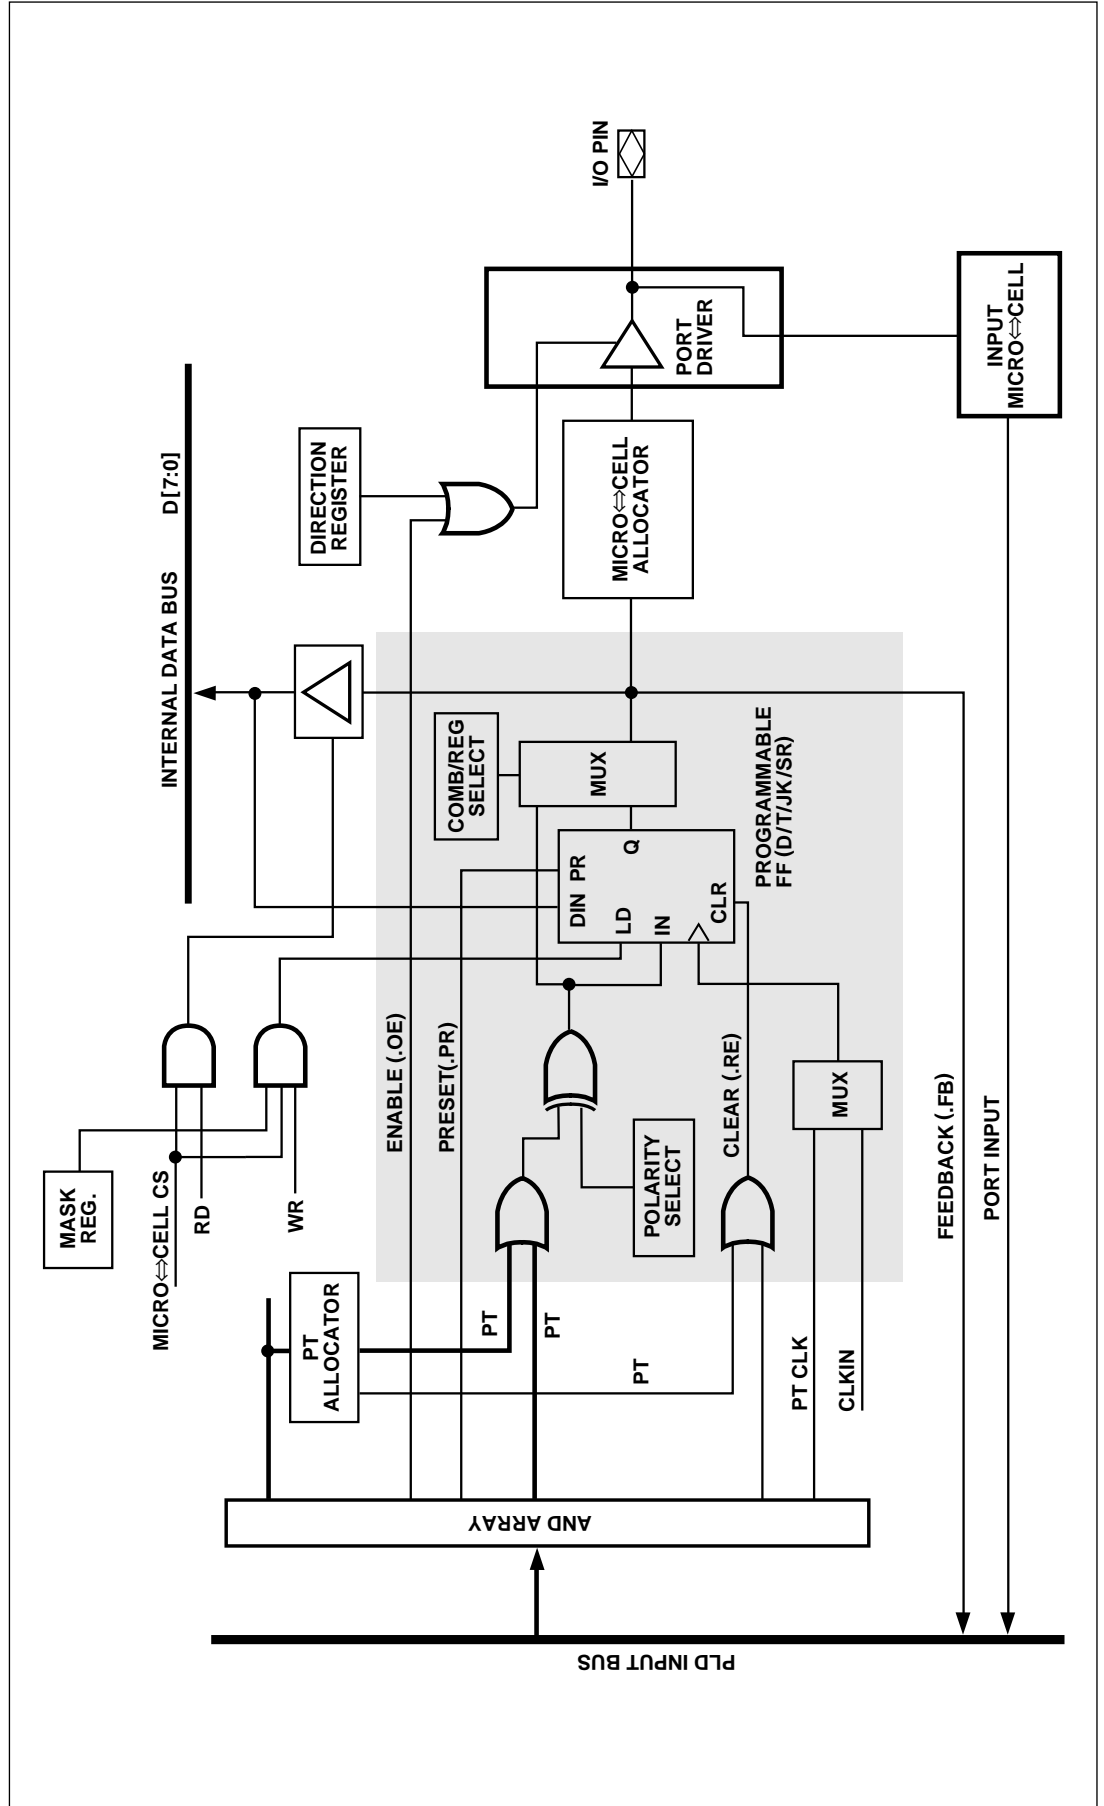 MASK
REG.
MICRO⇔CELL CS
RD
WR
INTERNAL DATA BUS
D[7:0]
DIRECTION
REGISTER
PT
ALLOCATOR
ENABLE (.OE)
PRESET(.PR)
COMB/REG
SELECT
PT
PT
PT
DIN
PR
LD
IN
Q
CLR
MUX
PROGRAMMABLE
FF (D/T/JK/SR)
POLARITY
SELECT
CLEAR (.RE)
MUX
PT CLK
CLKIN
AND ARRAY
PLD INPUT BUS
MICRO⇔CELL
ALLOCATOR
PORT
DRIVER
I/O PIN
INPUT
MICRO⇔CELL
FEEDBACK (.FB)
PORT INPUT